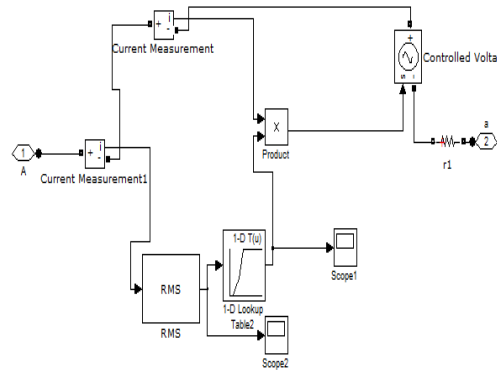 i
+
-
Current Measurement
+
s
-
Controlled Volta
i
+
-
1
A
Current Measurement1
X
Product
a
2
r1
1-D T(u)
RMS
RMS
1-D Lookup
Table2
Scope1
Scope2